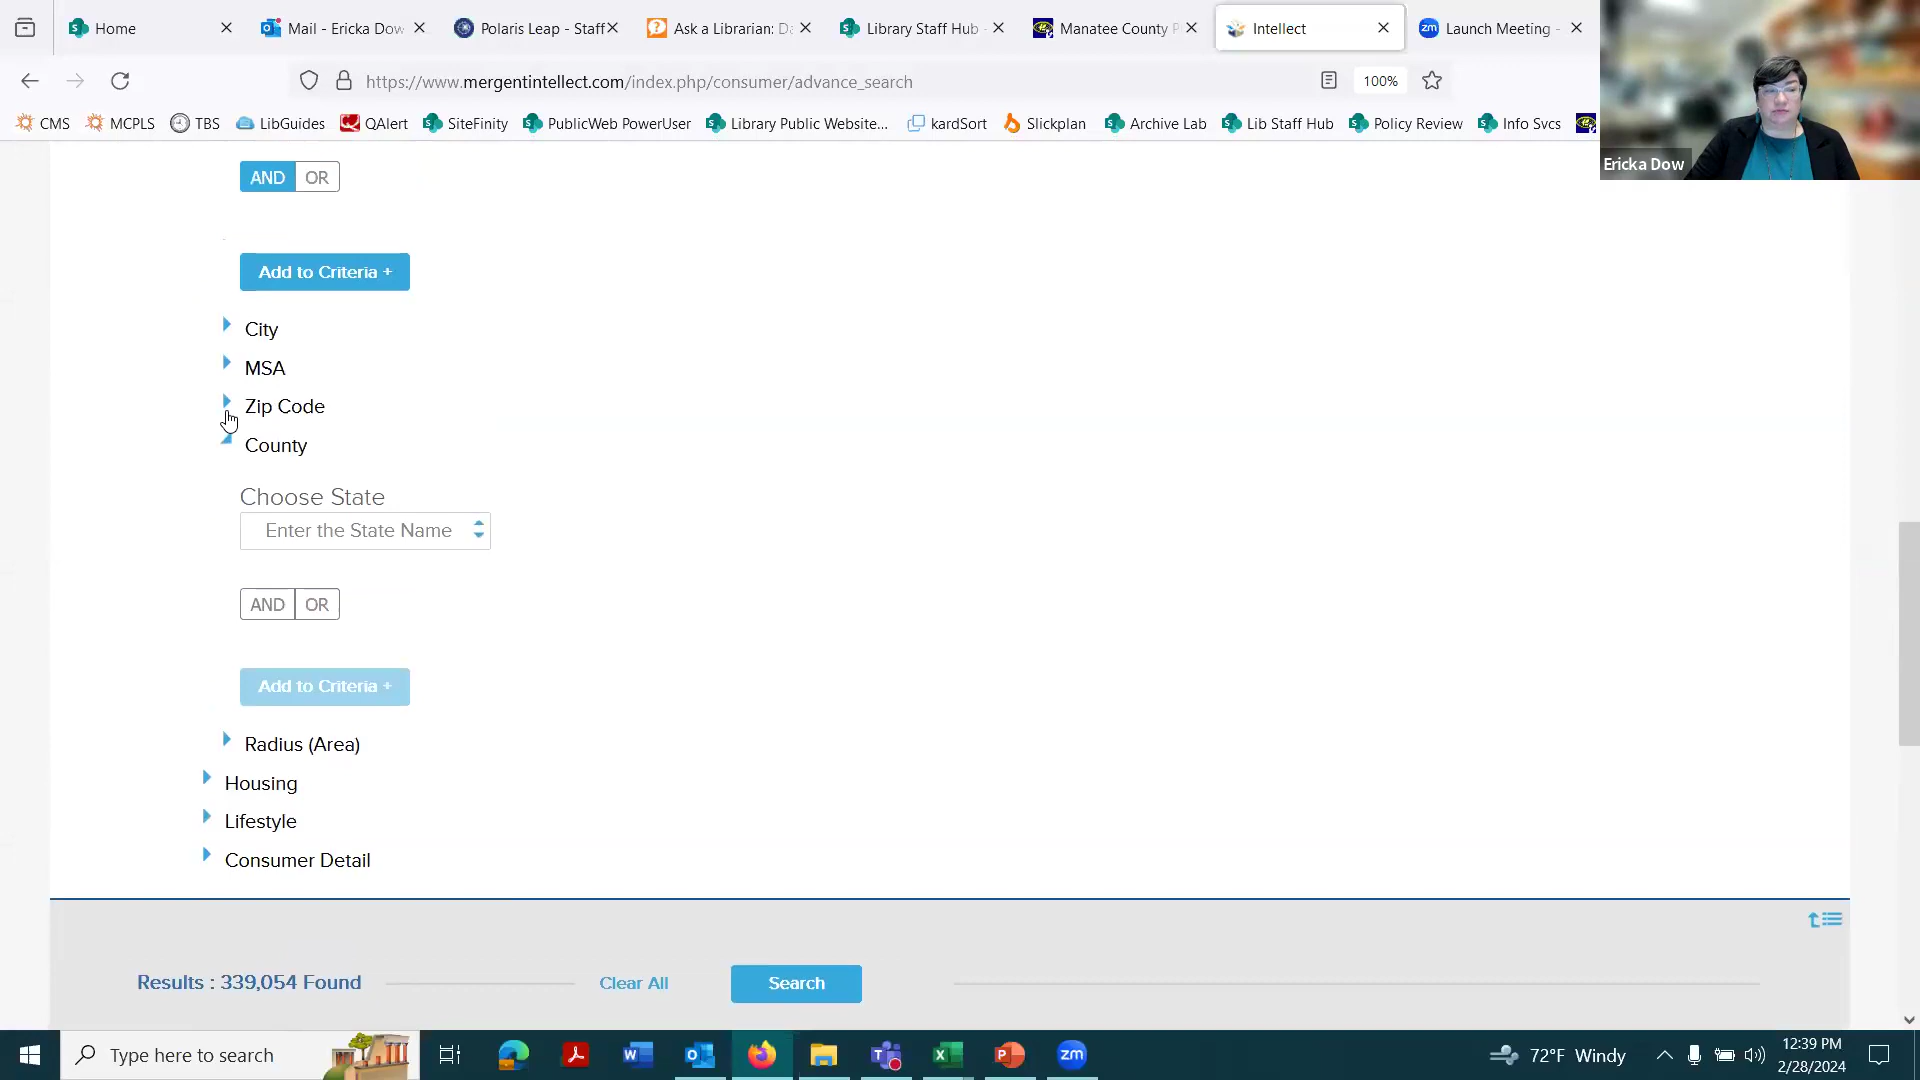 Home
Mail - Ericka Dow
Polaris Leap - Staff
Ask a Librarian: Da
Library Staff Hub -
Manatee County P
Intellect
Launch Meeting -
https://www.mergentintellect.com/index.php/consumer/advance_search
100%
CMS
MCPLS
TBS
LibGuides
QAlert
SiteFinity
PublicWeb PowerUser
Library Public Website...
kardSort
Slickplan
Archive Lab
Lib Staff Hub
Policy Review
Info Svcs
Ericka Dow
AND OR
Add to Criteria +
City
MSA
Zip Code
County
Choose State
Enter the State Name
AND OR
Add to Criteria +
Radius (Area)
Housing
Lifestyle
Consumer Detail
Results : 339,054 Found
Clear All
Search
Type here to search
zm
72°F Windy
12:39 PM
2/28/2024